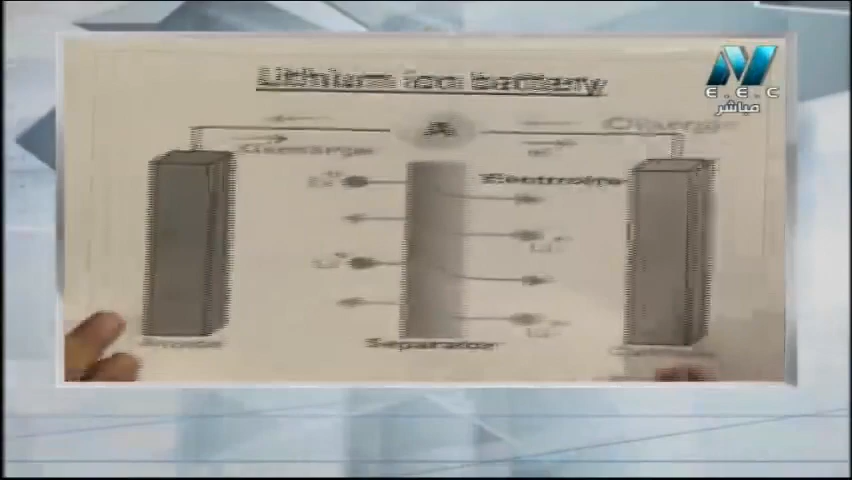 Lithium ion battery
E.E.C
مباشر
A
Charge
Discharge
e-
Electrolyte
Li+
Li+
Li+
Li+
Anode
Separator
Cathode